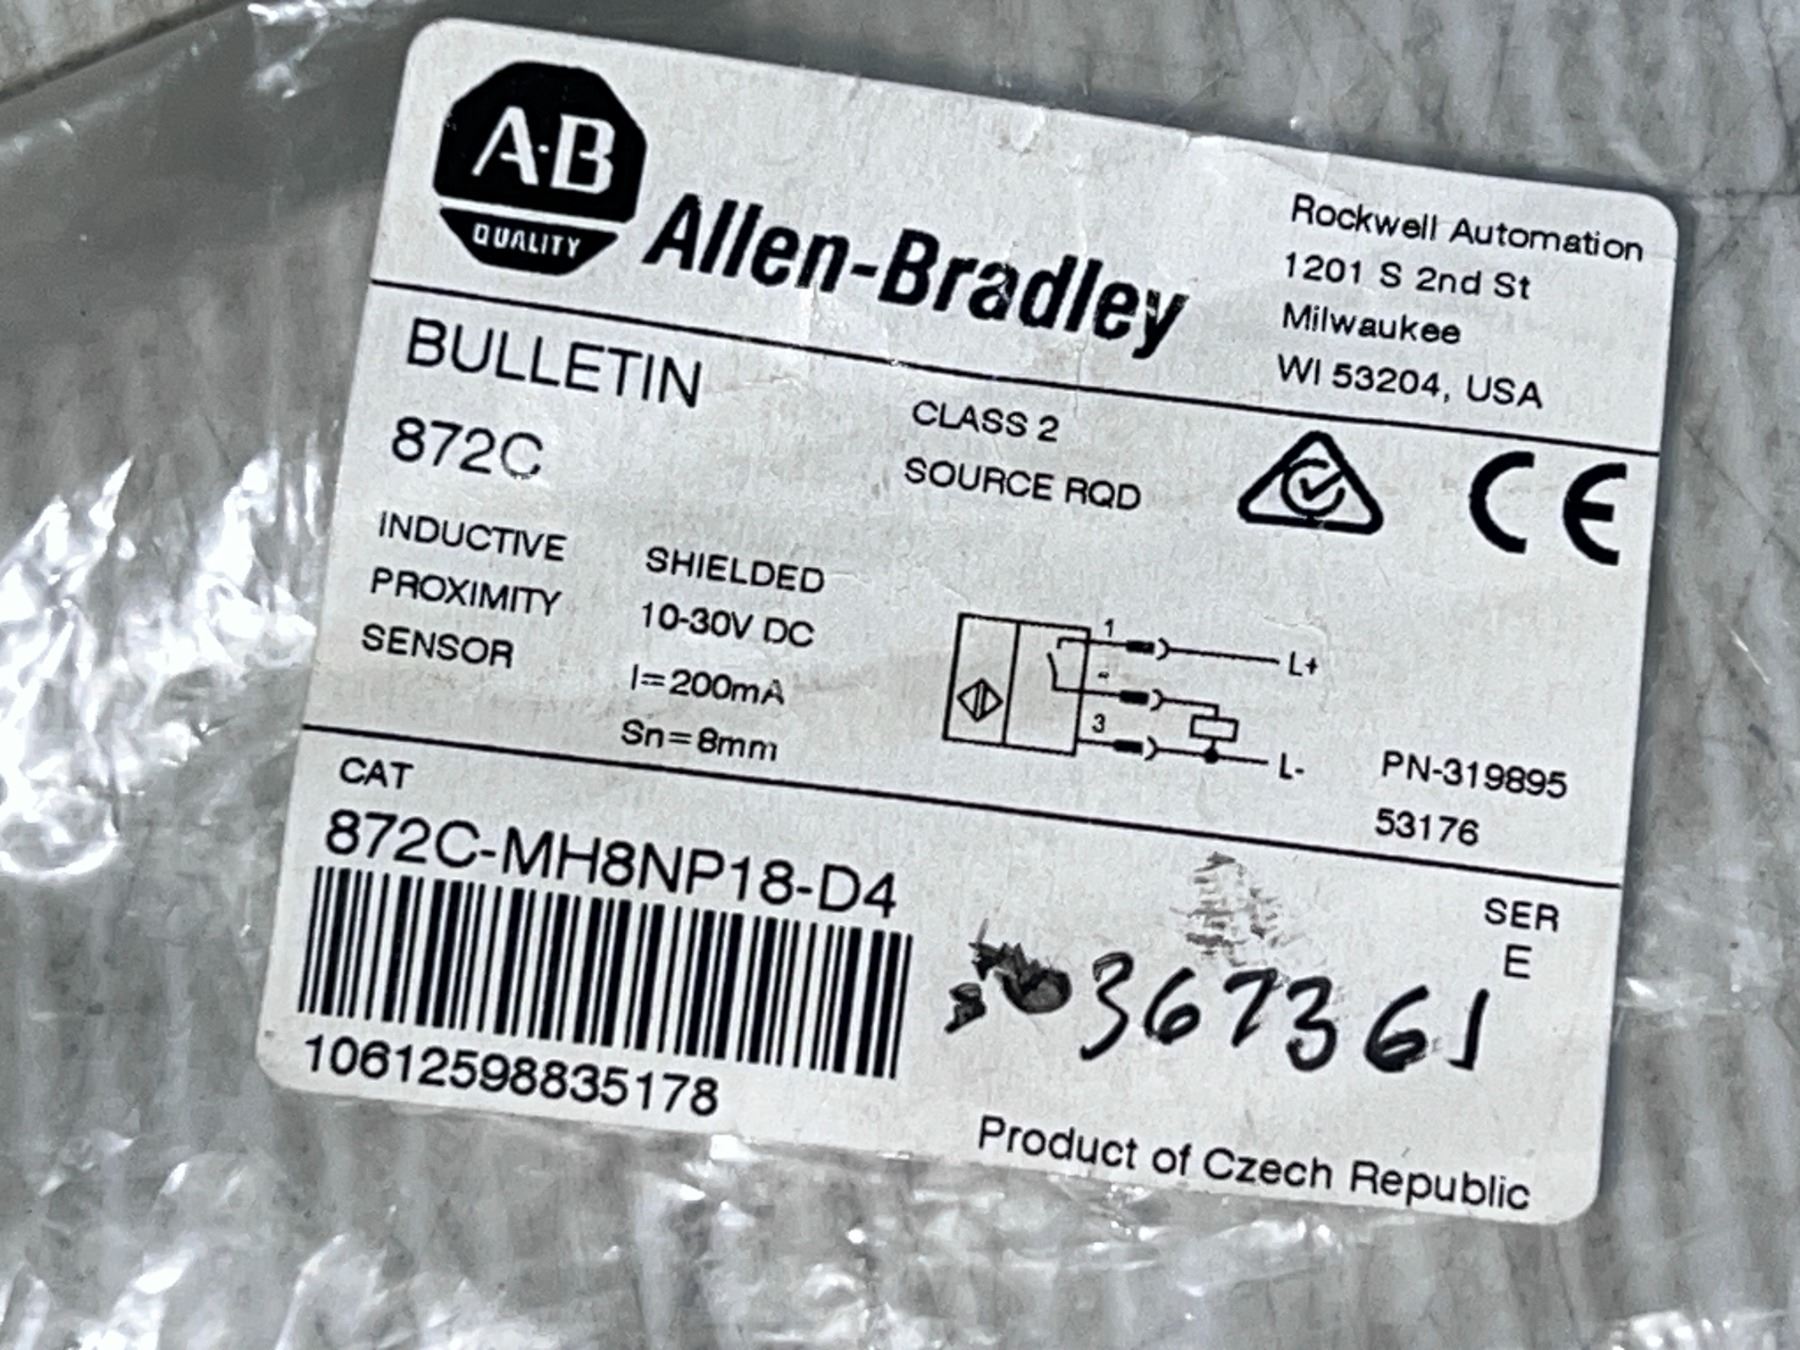 A·B
QUALITY
Allen-Bradley
Rockwell Automation
1201 S 2nd St
Milwaukee
WI 53204, USA
BULLETIN
872C
CLASS 2
SOURCE RQD
CE
INDUCTIVE
PROXIMITY
SENSOR
SHIELDED
10-30V DC
I=200mA
Sn=8mm
1
L+
3
L-
PN-319895
53176
CAT
872C-MH8NP18-D4
SER
E
367361
10612598835178
Product of Czech Republic